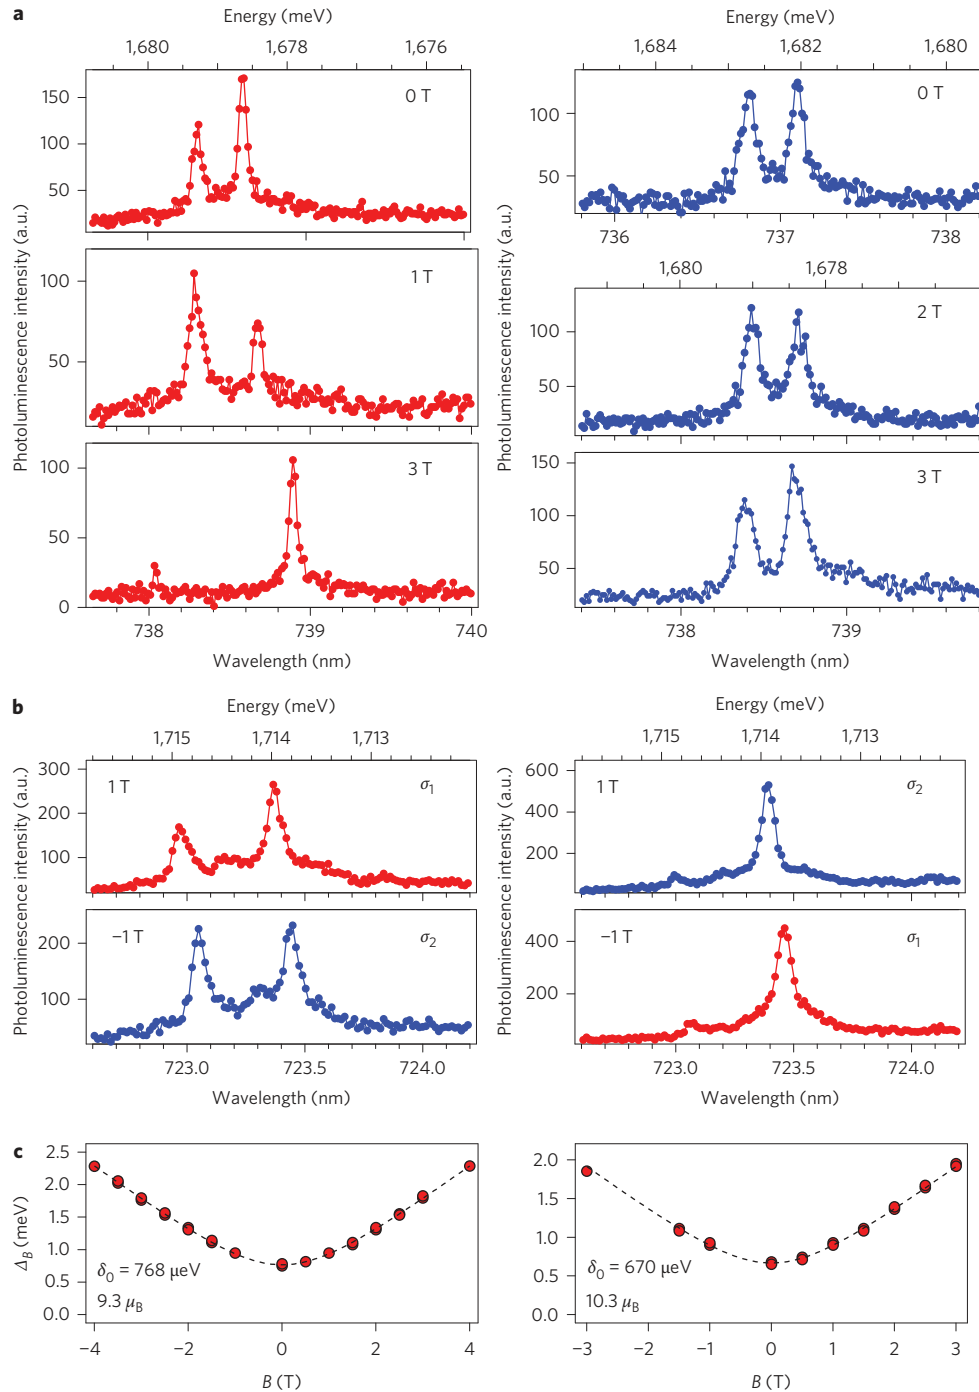 a
Energy (meV)
1,680 1,678 1,676
Photoluminescence intensity (a.u.)
150
100
50
0 T
100
50
1 T
100
50
0
3 T
738 739 740
Wavelength (nm)
Energy (meV)
1,684 1,682 1,680
Photoluminescence intensity (a.u.)
100
50
0 T
736 737 738
1,680 1,678
100
50
2 T
150
100
50
3 T
738 739
Wavelength (nm)
b
Energy (meV)
1,715 1,714 1,713
Photoluminescence intensity (a.u.)
300
200
100
1 T σ1
200
100
−1 T σ2
723.0 723.5 724.0
Wavelength (nm)
Energy (meV)
1,715 1,714 1,713
Photoluminescence intensity (a.u.)
600
400
200
1 T σ2
400
200
−1 T σ1
723.0 723.5 724.0
Wavelength (nm)
c
ΔB (meV)
2.5
2.0
1.5
1.0
0.5
0.0
δ0 = 768 μeV
9.3 μB
−4 −2 0 2 4
B (T)
2.0
1.5
1.0
0.5
0.0
δ0 = 670 μeV
10.3 μB
−3 −2 −1 0 1 2 3
B (T)